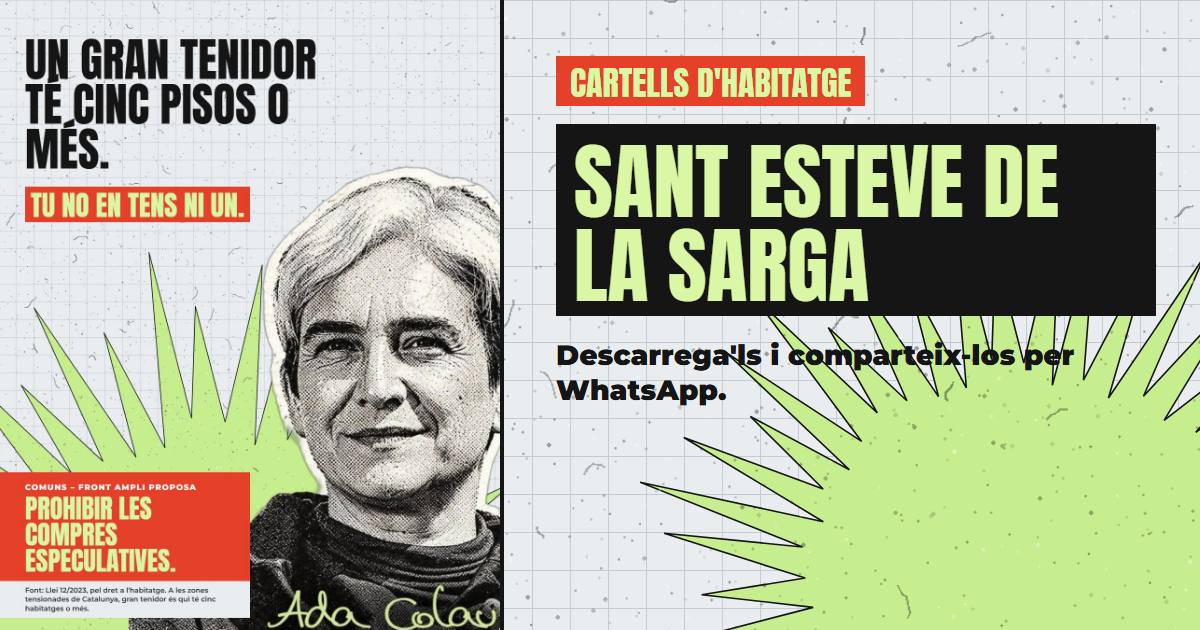 UN GRAN TENIDOR
TÉ CINC PISOS O
MÉS.
TU NO EN TENS NI UN.
COMUNS – FRONT AMPLI PROPOSA
PROHIBIR LES
COMPRES
ESPECULATIVES.
Font: Llei 12/2023, pel dret a l'habitatge. A les zones
tensionades de Catalunya, gran tenidor és qui té cinc
habitatges o més.
Ada Colau
CARTELLS D'HABITATGE
SANT ESTEVE DE
LA SARGA
Descarrega'ls i comparteix-los per
WhatsApp.